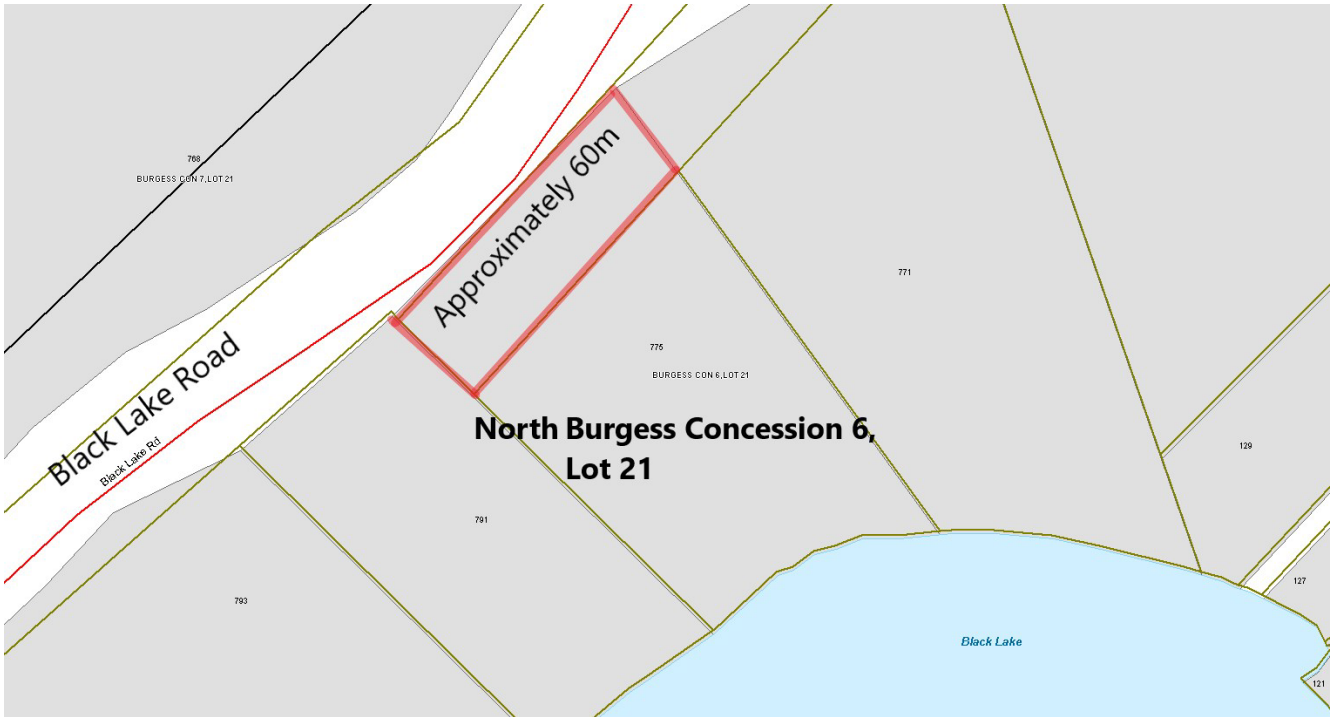 768
BURGESS CON 7, LOT 21
Approximately 60m
771
775
BURGESS CON 6, LOT 21
Black Lake Road
Black Lake Rd
North Burgess Concession 6,
Lot 21
129
791
127
793
Black Lake
121